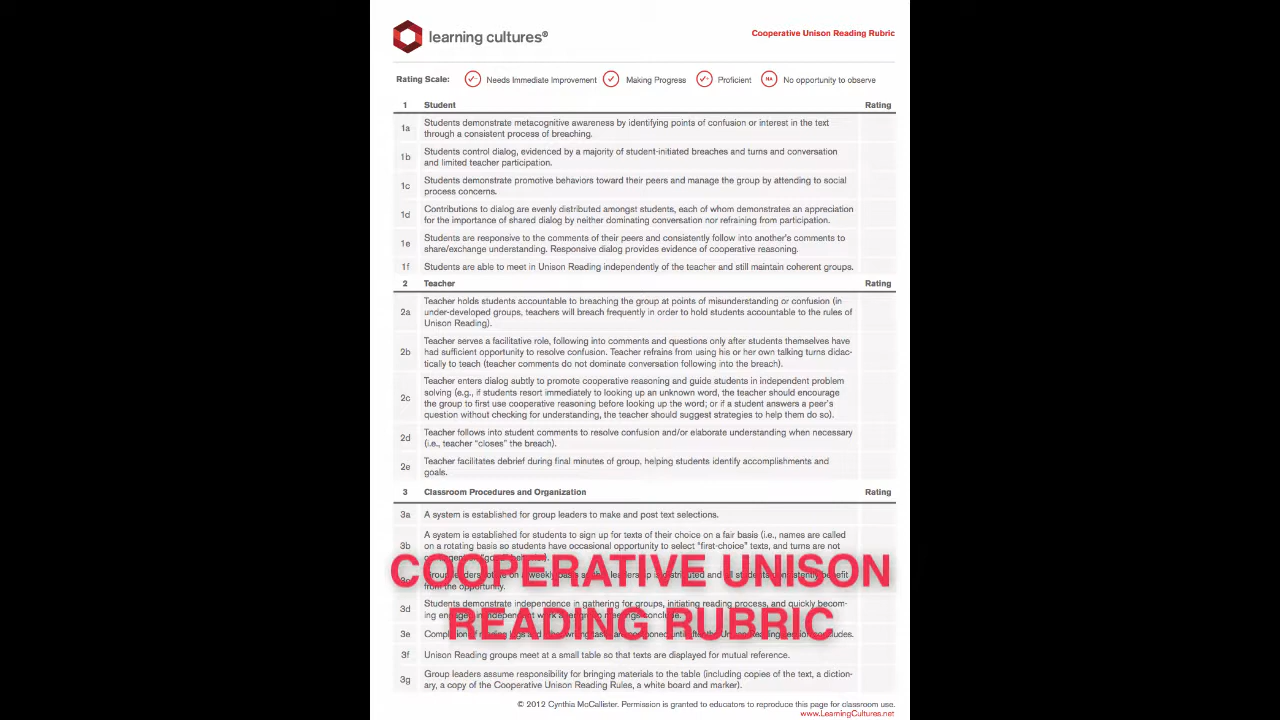 learning cultures®
Cooperative Unison Reading Rubric
Rating Scale: Needs Immediate Improvement Making Progress Proficient NA No opportunity to observe
1 Student Rating
1a Students demonstrate metacognitive awareness by identifying points of confusion or interest in the text
through a consistent process of breaching.
1b Students control dialog, evidenced by a majority of student-initiated breaches and turns and conversation
and limited teacher participation.
1c Students demonstrate promotive behaviors toward their peers and manage the group by attending to social
process concerns.
1d Contributions to dialog are evenly distributed amongst students, each of whom demonstrates an appreciation
for the importance of shared dialog by neither dominating conversation nor refraining from participation.
1e Students are responsive to the comments of their peers and consistently follow into another's comments to
share/exchange understanding. Responsive dialog provides evidence of cooperative reasoning.
1f Students are able to meet in Unison Reading independently of the teacher and still maintain coherent groups.
2 Teacher Rating
2a Teacher holds students accountable to breaching the group at points of misunderstanding or confusion (in
under-developed groups, teachers will breach frequently in order to hold students accountable to the rules of
Unison Reading).
2b Teacher serves a facilitative role, following into comments and questions only after students themselves have
had sufficient opportunity to resolve confusion. Teacher refrains from using his or her own talking turns didac-
tically to teach (teacher comments do not dominate conversation following into the breach).
2c Teacher enters dialog subtly to promote cooperative reasoning and guide students in independent problem
solving (e.g., if students resort immediately to looking up an unknown word, the teacher should encourage
the group to first use cooperative reasoning before looking up the word; or if a student answers a peer's
question without checking for understanding, the teacher should suggest strategies to help them do so).
2d Teacher follows into student comments to resolve confusion and/or elaborate understanding when necessary
(i.e., teacher "closes" the breach).
2e Teacher facilitates debrief during final minutes of group, helping students identify accomplishments and
goals.
3 Classroom Procedures and Organization Rating
3a A system is established for group leaders to make and post text selections.
3b A system is established for students to sign up for texts of their choice on a fair basis (i.e., names are called
on a rotating basis so students have occasional opportunity to select "first-choice" texts, and turns are not
COOPERATIVE UNISON
READING RUBRIC
from the opportunity.
3d Students demonstrate independence in gathering for groups, initiating reading process, and quickly becom-
3e
3f Unison Reading groups meet at a small table so that texts are displayed for mutual reference.
3g Group leaders assume responsibility for bringing materials to the table (including copies of the text, a diction-
ary, a copy of the Cooperative Unison Reading Rules, a white board and marker).
© 2012 Cynthia McCallister. Permission is granted to educators to reproduce this page for classroom use.
www.LearningCultures.net